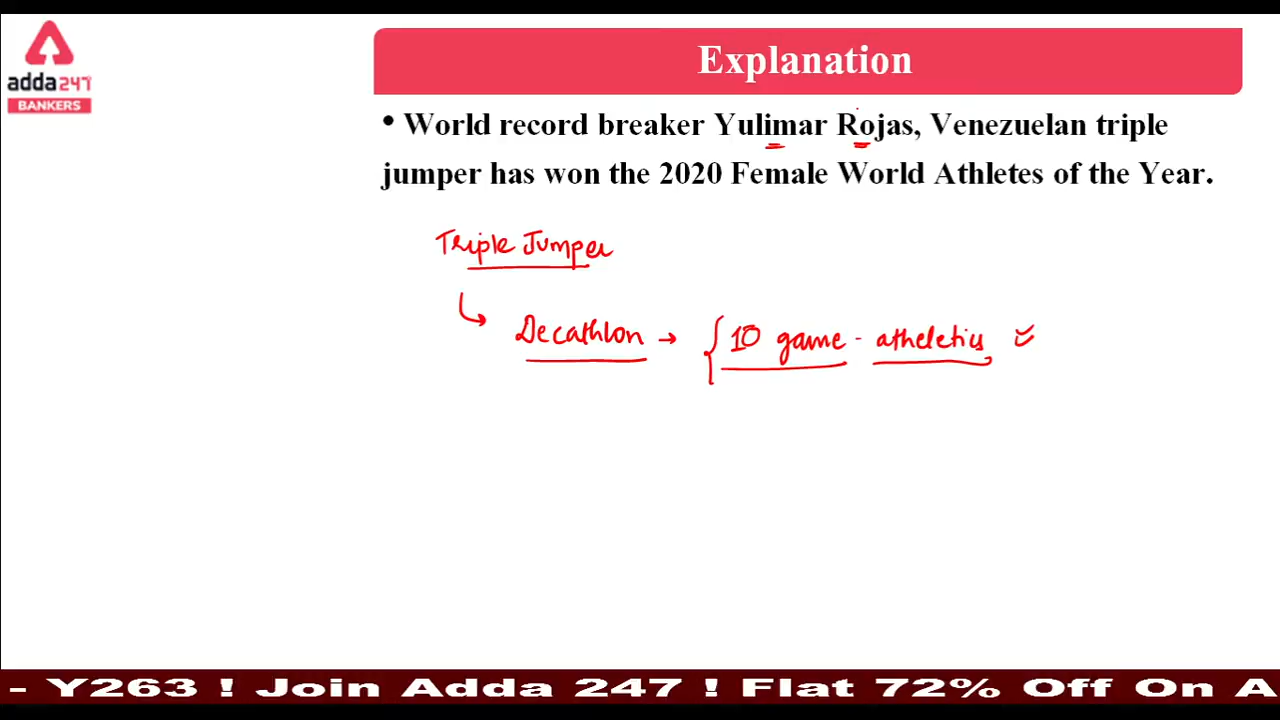 adda247
BANKERS
Explanation
• World record breaker Yulimar Rojas, Venezuelan triple
jumper has won the 2020 Female World Athletes of the Year.
Triple Jumper
Decathlon → { 10 game - atheletics
- Y263 ! Join Adda 247 ! Flat 72% Off On A